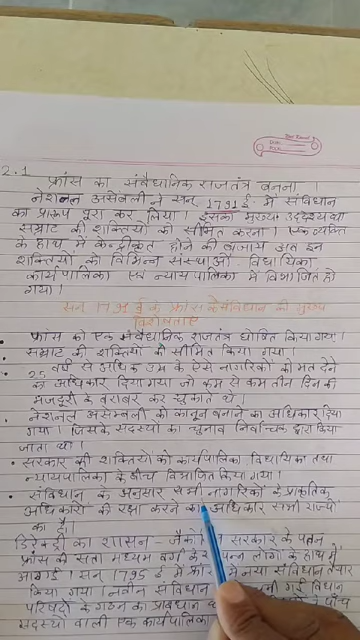 2.1
फ्रांस का संवैधानिक राजतंत्र बनना ।
नेशनल असेंबली ने सन् 1791 ई. में संविधान
का प्रारूप पूरा कर लिया। इसका मुख्य उद्देश्य था
सम्राट की शक्तियों को सीमित करना। एक व्यक्ति
के हाथ में केन्द्रीकृत होने की बजाय अब इन
शक्तियों को विभिन्न संस्थाओं विधायिका
कार्यपालिका एवं न्यायपालिका में विभाजित हो
गया।
सन् 1791 ई के फ्रांस के संविधान की मुख्य
विशेषताएं
• फ्रांस को एक संवैधानिक राजतंत्र घोषित किया गया।
सम्राट की शक्तियों को सीमित किया गया।
• 25 वर्ष से अधिक उम्र के ऐसे नागरिकों को मत देने
का अधिकार दिया गया जो कम से कम तीन दिन की
मजदूरी के बराबर कर चुकाते थे।
• नेशनल असेम्बली को कानून बनाने का अधिकार दिया
गया। जिसके सदस्यों का चुनाव निर्वाचक द्वारा किया
जाता था।
• सरकार की शक्तियों को कार्यपालिका, विधायिका तथा
न्यायपालिका के बीच विभाजित किया गया।
• संविधान के अनुसार सभी नागरिकों के प्राकृतिक
अधिकारों की रक्षा करने का अधिकार सभी राज्यों
का है।
डिरेक्ट्री का शासन - सरकार के पतन
फ्रांस की सत्ता मध्यम वर्ग के लोगों के हाथ में
आ गई। सन् 1795 ई में में नया संविधान तैयार
किया गया। नवीन संविधान गई विधान
परिषदों के गठन का प्रावधान पाँच
सदस्यों वाली एक कार्यपालिका